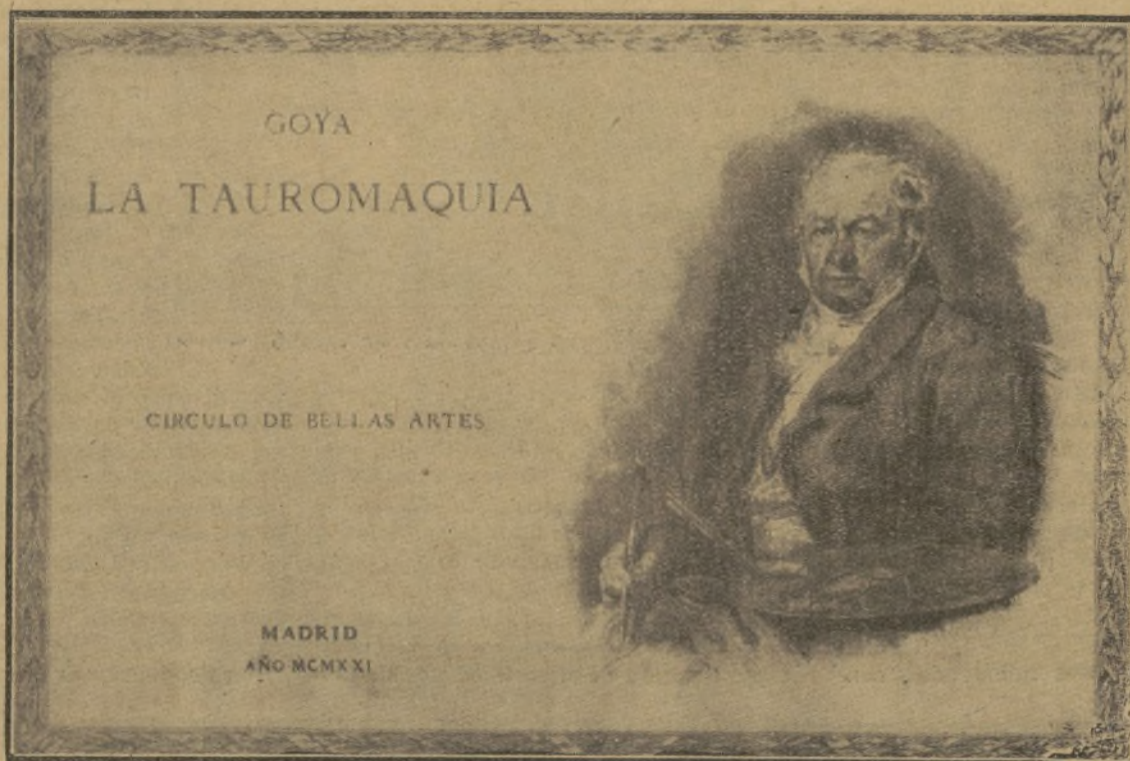 GOYA
LA TAUROMAQUIA
CIRCULO DE BELLAS ARTES
MADRID
AÑO MCMXXI